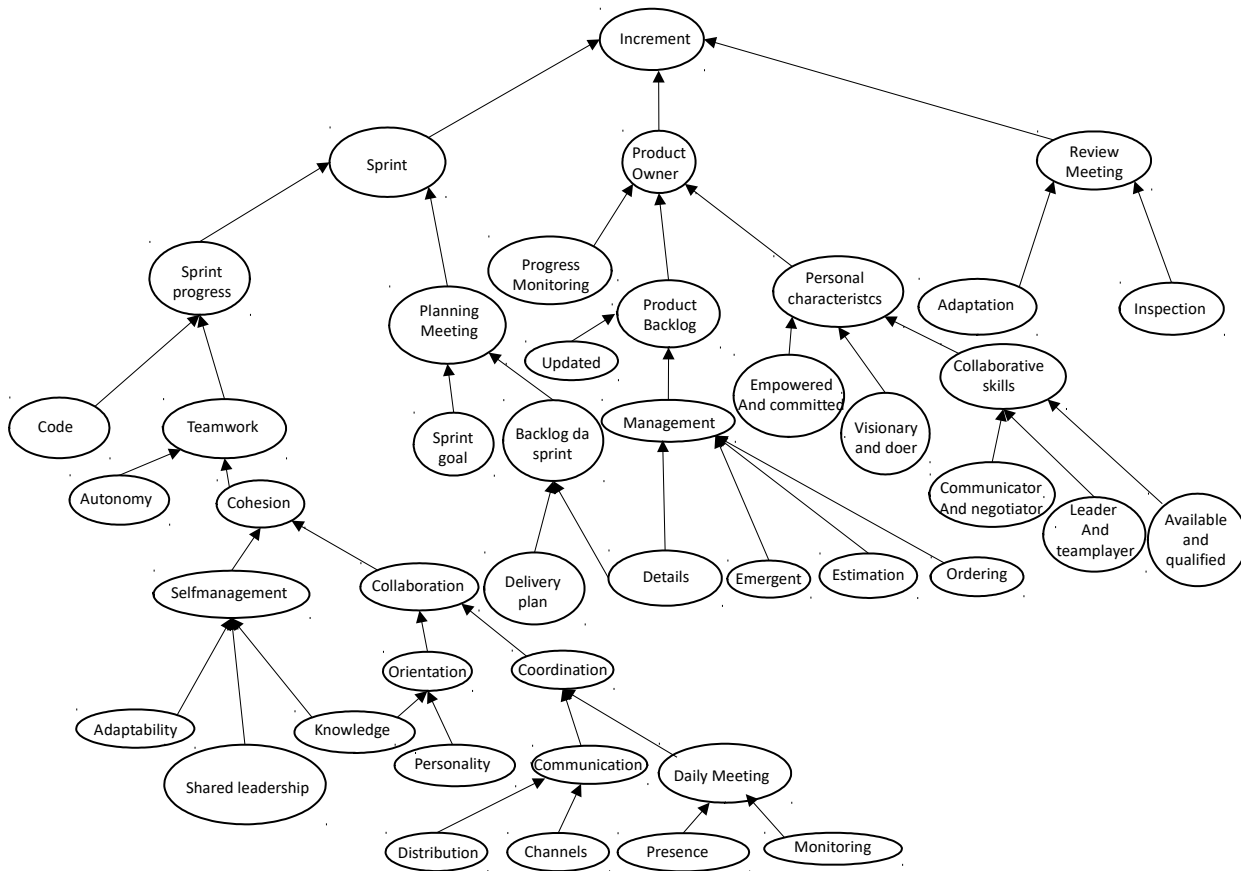 Increment
Sprint
Product
Owner
Review
Meeting
Sprint
progress
Progress
Monitoring
Planning
Meeting
Product
Backlog
Personal
characteristcs
Adaptation
Inspection
Updated
Empowered
And committed
Collaborative
skills
Code
Teamwork
Sprint
goal
Backlog da
sprint
Management
Visionary
and doer
Autonomy
Cohesion
Communicator
And negotiator
Leader
And
teamplayer
Available
and
qualified
Selfmanagement
Collaboration
Delivery
plan
Details
Emergent
Estimation
Ordering
Orientation
Coordination
Adaptability
Knowledge
Shared leadership
Personality
Communication
Daily Meeting
Distribution
Channels
Presence
Monitoring